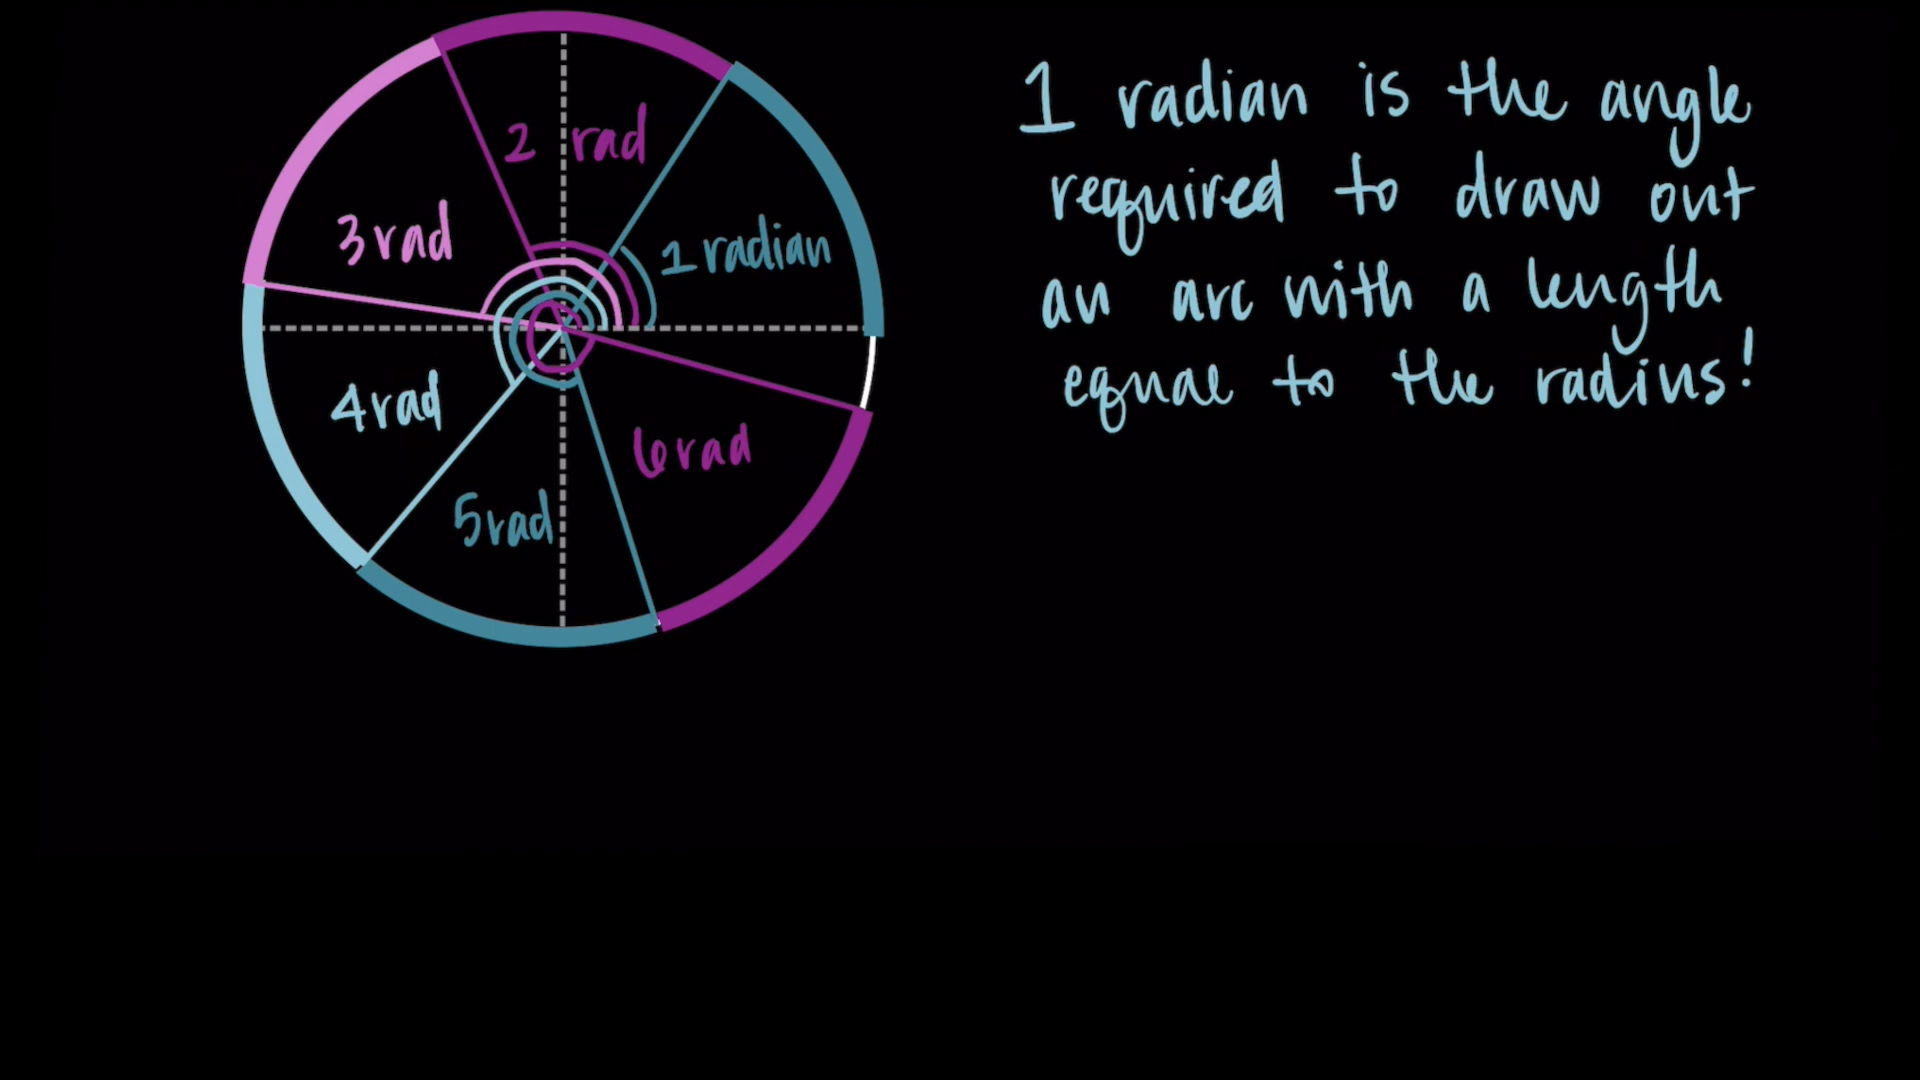 2 rad
1 radian
3 rad
4 rad
5 rad
6 rad
1 radian is the angle
required to draw out
an arc with a length
equal to the radius!